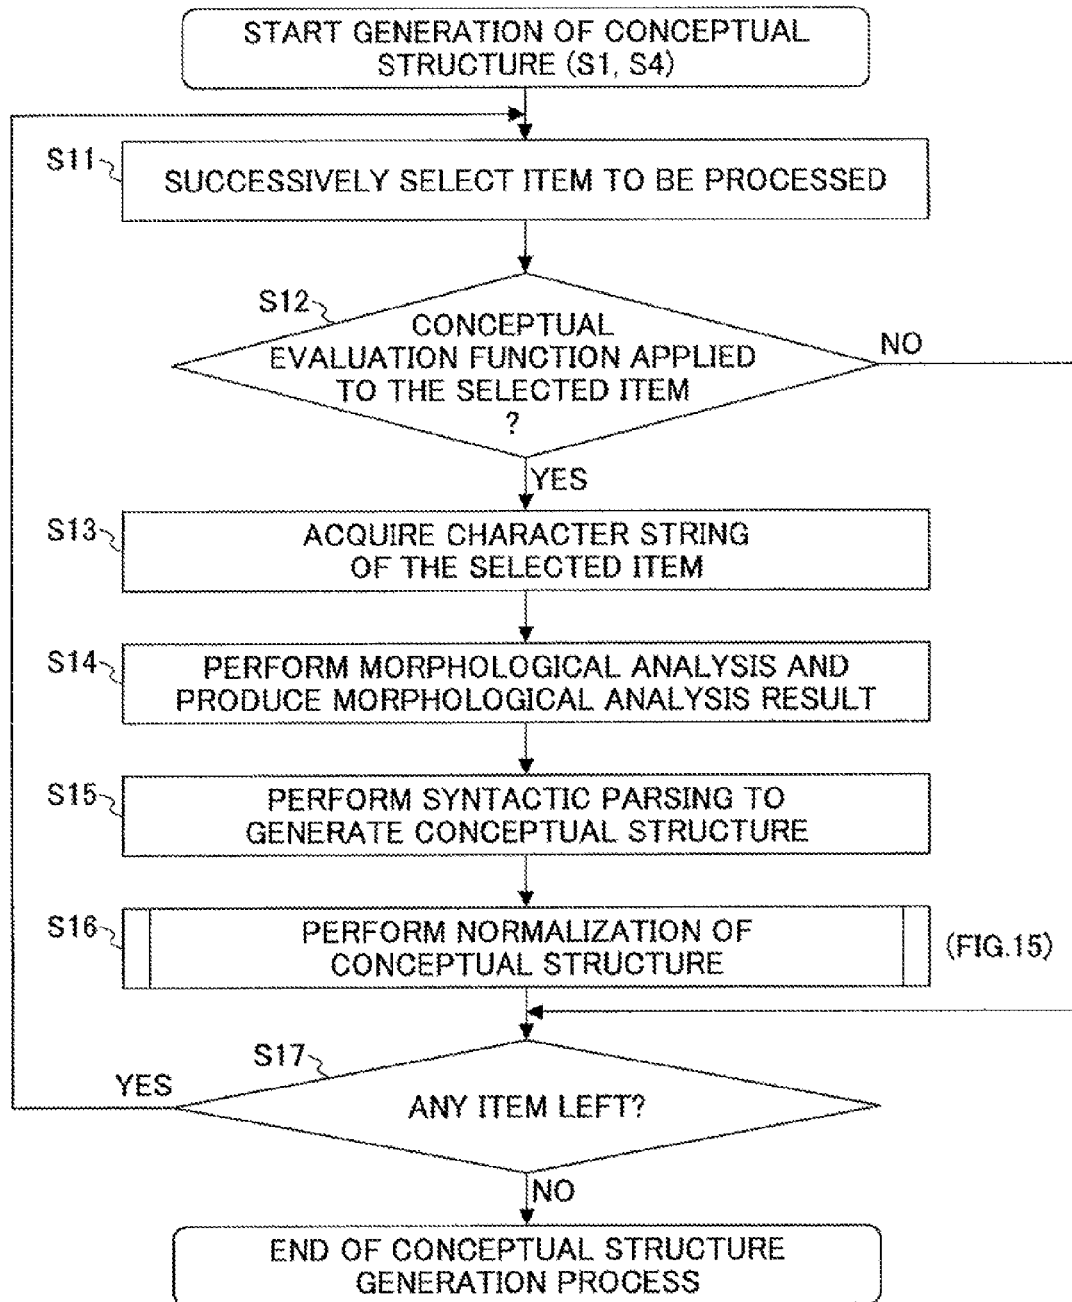 START GENERATION OF CONCEPTUAL
STRUCTURE (S1, S4)
S11
SUCCESSIVELY SELECT ITEM TO BE PROCESSED
S12
CONCEPTUAL
EVALUATION FUNCTION APPLIED
TO THE SELECTED ITEM
?
NO
YES
S13
ACQUIRE CHARACTER STRING
OF THE SELECTED ITEM
S14
PERFORM MORPHOLOGICAL ANALYSIS AND
PRODUCE MORPHOLOGICAL ANALYSIS RESULT
S15
PERFORM SYNTACTIC PARSING TO
GENERATE CONCEPTUAL STRUCTURE
S16
PERFORM NORMALIZATION OF
CONCEPTUAL STRUCTURE
(FIG.15)
S17
YES
ANY ITEM LEFT?
NO
END OF CONCEPTUAL STRUCTURE
GENERATION PROCESS